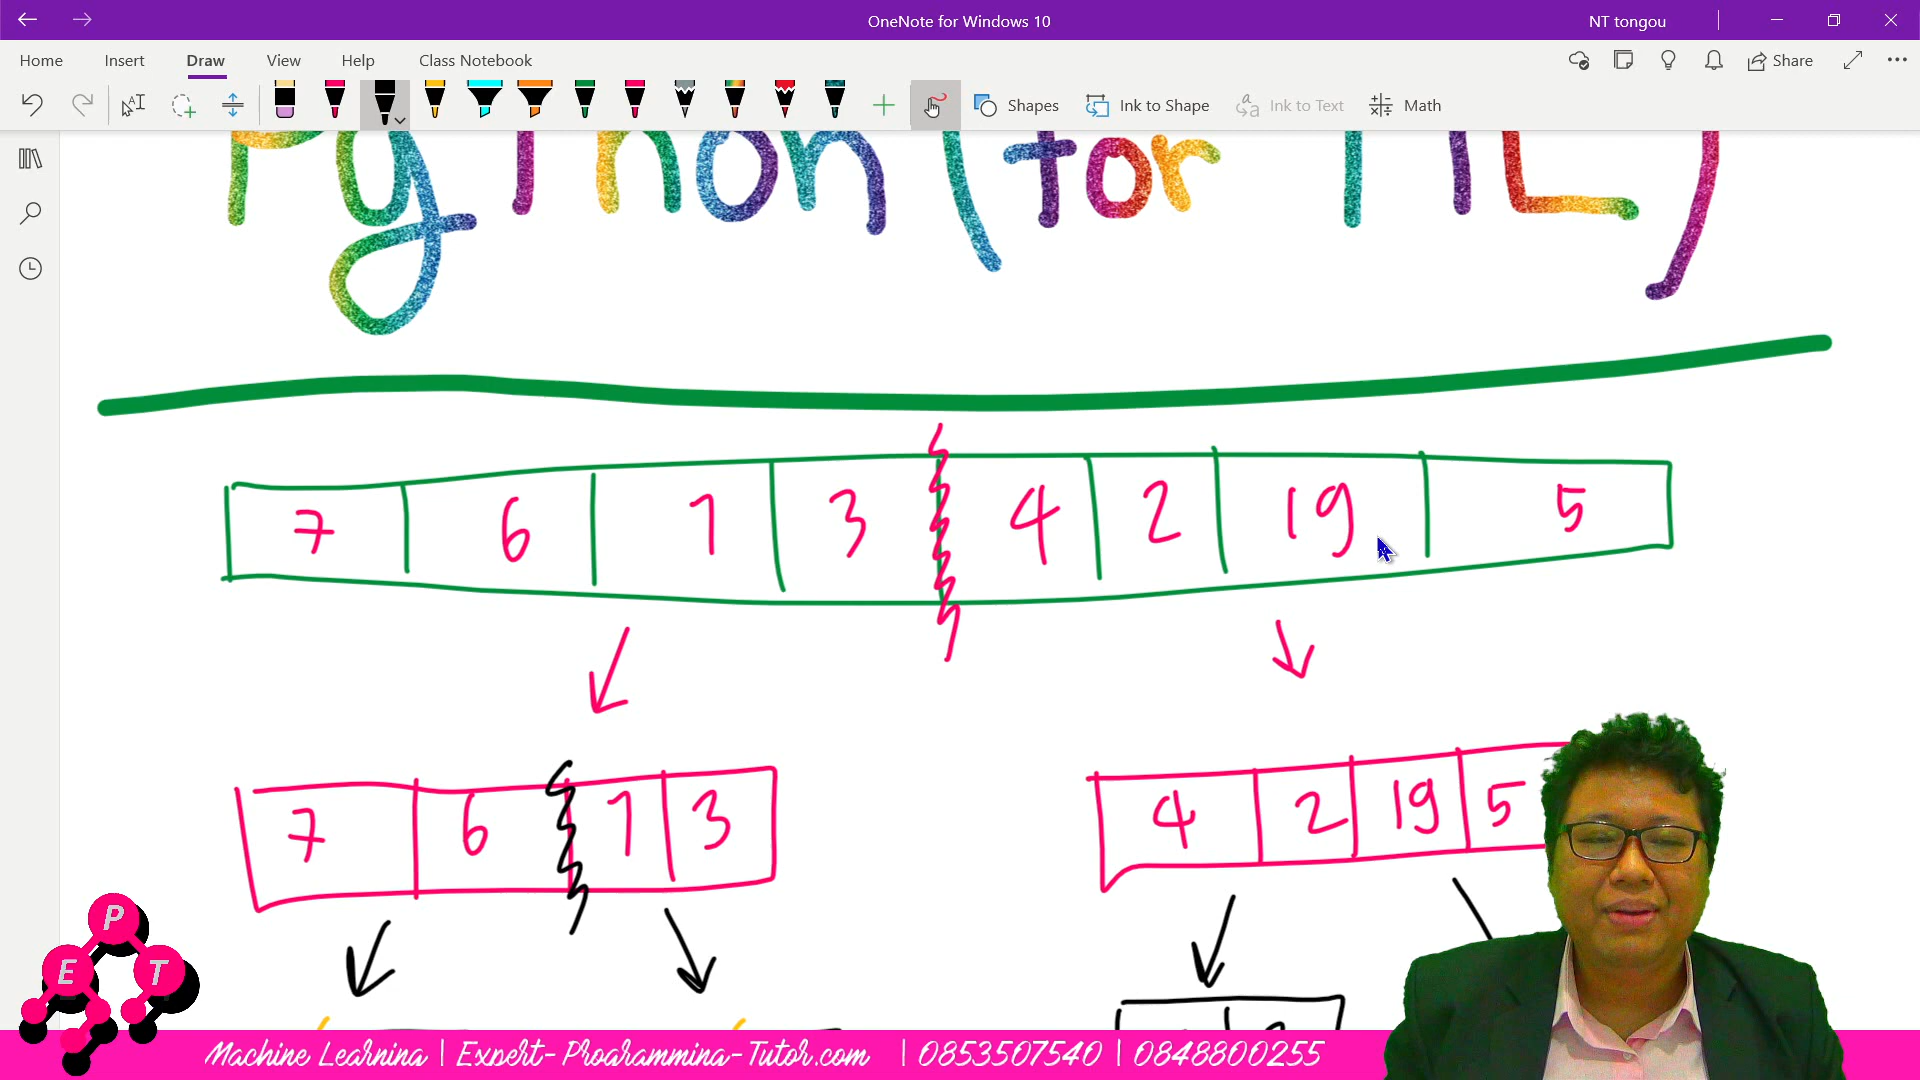 OneNote for Windows 10
NT tongou
Home Insert Draw View Help Class Notebook
Share
Shapes Ink to Shape Ink to Text Math
Python (for ML)
7 6 1 3 4 2 19 5
7 6 1 3
4 2 19 5
P
E T
Machine Learning | Expert-Programming-Tutor.com | 0853507540 | 0848800255